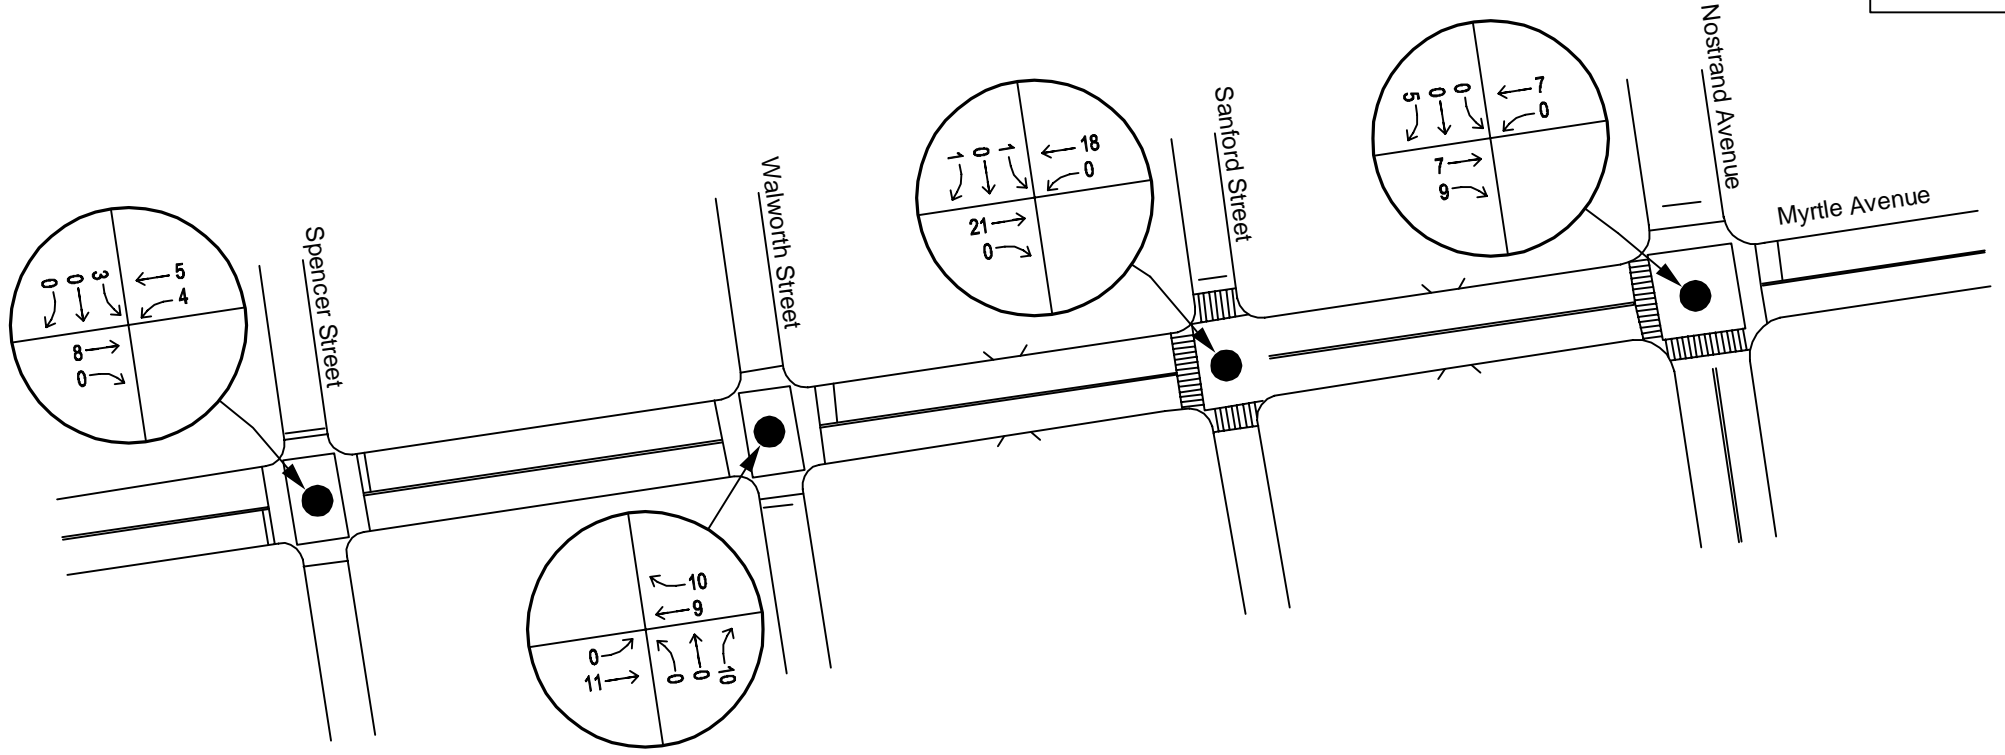 Nostrand Avenue
Myrtle Avenue
Sanford Street
Walworth Street
Spencer Street
0 0 3
5
4
8
0
10
9
0
11
0 0 10
1 0 1
18
0
21
0
5 0 0
7
0
7
9